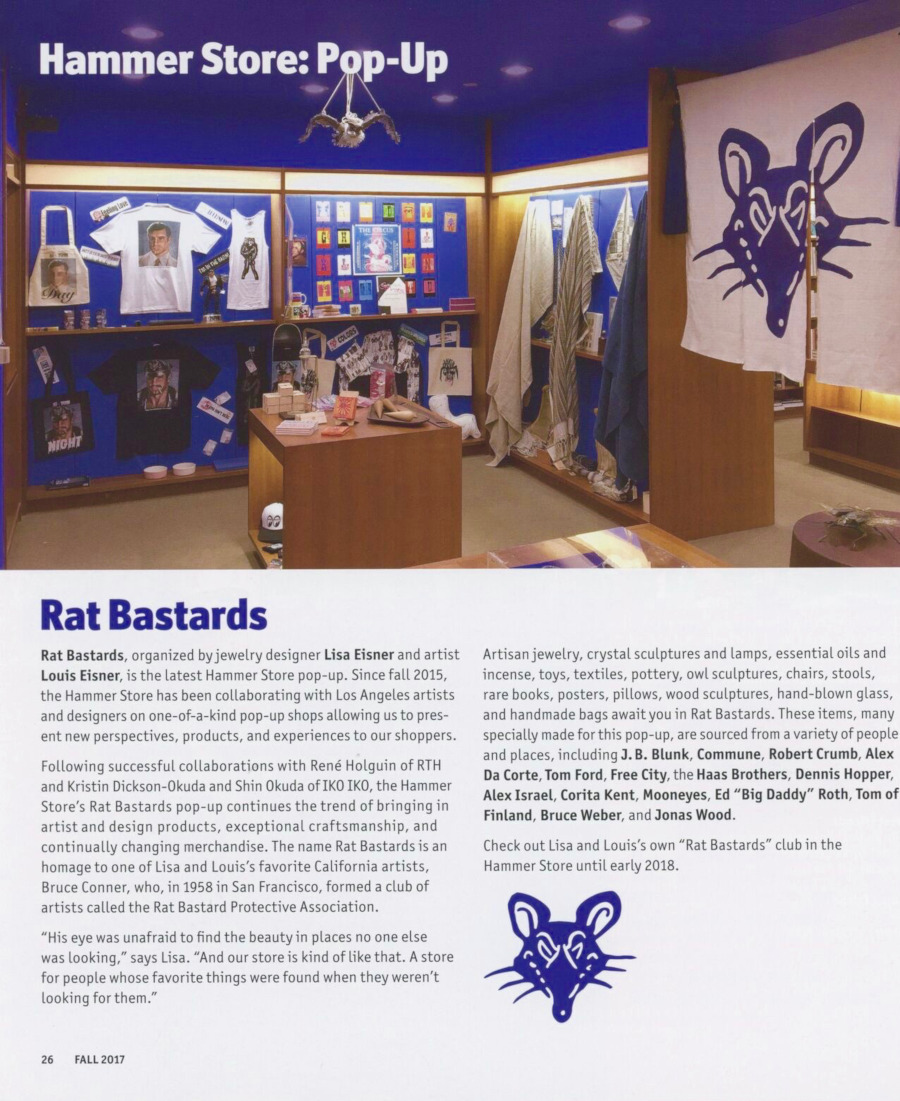 Hammer Store: Pop-Up
THE CIRCUS
Day
COLORS
NIGHT
Rat Bastards
Rat Bastards, organized by jewelry designer Lisa Eisner and artist
Louis Eisner, is the latest Hammer Store pop-up. Since fall 2015,
the Hammer Store has been collaborating with Los Angeles artists
and designers on one-of-a-kind pop-up shops allowing us to pres-
ent new perspectives, products, and experiences to our shoppers.
Following successful collaborations with René Holguin of RTH
and Kristin Dickson-Okuda and Shin Okuda of IKO IKO, the Hammer
Store’s Rat Bastards pop-up continues the trend of bringing in
artist and design products, exceptional craftsmanship, and
continually changing merchandise. The name Rat Bastards is an
homage to one of Lisa and Louis’s favorite California artists,
Bruce Conner, who, in 1958 in San Francisco, formed a club of
artists called the Rat Bastard Protective Association.
“His eye was unafraid to find the beauty in places no one else
was looking,” says Lisa. “And our store is kind of like that. A store
for people whose favorite things were found when they weren’t
looking for them.”
Artisan jewelry, crystal sculptures and lamps, essential oils and
incense, toys, textiles, pottery, owl sculptures, chairs, stools,
rare books, posters, pillows, wood sculptures, hand-blown glass,
and handmade bags await you in Rat Bastards. These items, many
specially made for this pop-up, are sourced from a variety of people
and places, including J. B. Blunk, Commune, Robert Crumb, Alex
Da Corte, Tom Ford, Free City, the Haas Brothers, Dennis Hopper,
Alex Israel, Corita Kent, Mooneyes, Ed “Big Daddy” Roth, Tom of
Finland, Bruce Weber, and Jonas Wood.
Check out Lisa and Louis’s own “Rat Bastards” club in the
Hammer Store until early 2018.
26 FALL 2017